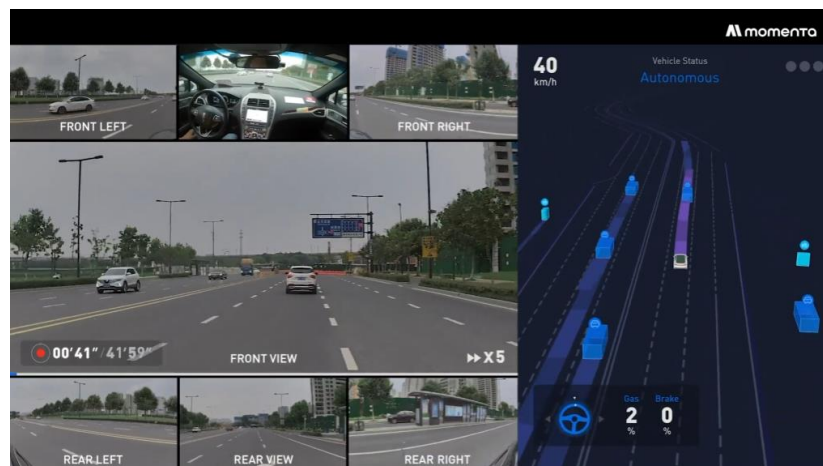 momenta
FRONT LEFT
FRONT RIGHT
40
km/h
Vehicle Status
Autonomous
00'41"/41'59"
FRONT VIEW
X5
Gas
Brake
2
0
%
%
REAR LEFT
REAR VIEW
REAR RIGHT